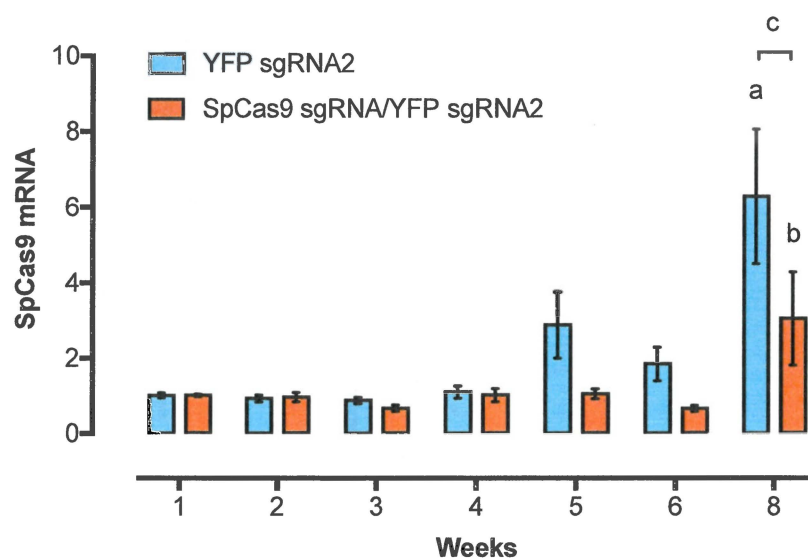 c
10
YFP sgRNA2
a
8
SpCas9 sgRNA/YFP sgRNA2
6
b
4
2
0
SpCas9 mRNA
1 2 3 4 5 6 8
Weeks